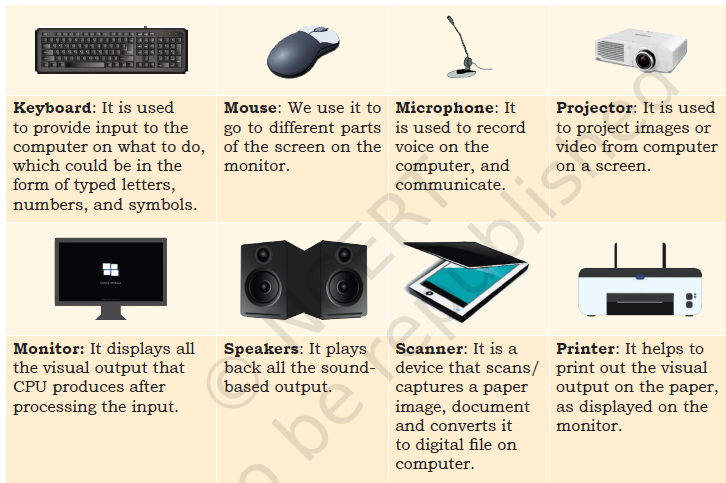 Keyboard: It is used
to provide input to the
computer on what to do,
which could be in the
form of typed letters,
numbers, and symbols.
Mouse: We use it to
go to different parts
of the screen on the
monitor.
Microphone: It
is used to record
voice on the
computer, and
communicate.
Projector: It is used
to project images or
video from computer
on a screen.
Monitor: It displays all
the visual output that
CPU produces after
processing the input.
Speakers: It plays
back all the sound-
based output.
Scanner: It is a
device that scans/
captures a paper
image, document
and converts it
to digital file on
computer.
Printer: It helps to
print out the visual
output on the paper,
as displayed on the
monitor.
© NCERT
o be republished